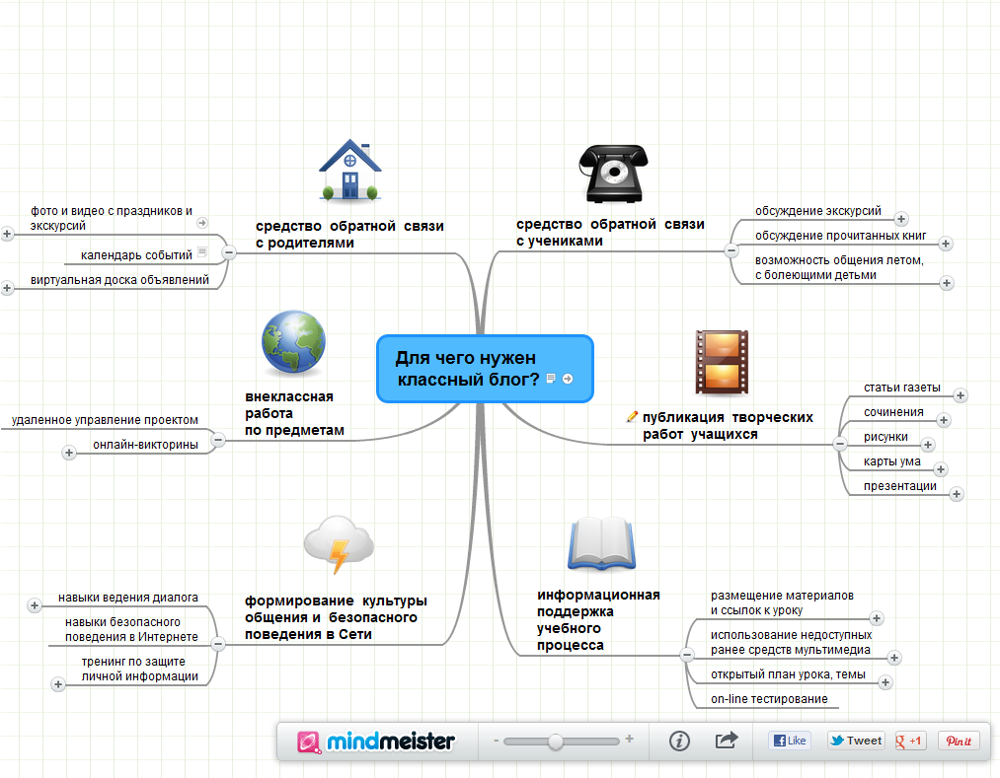 Для чего нужен
классный блог?
средство обратной связи
с родителями
фото и видео с праздников и
экскурсий
календарь событий
виртуальная доска объявлений
внеклассная
работа
по предметам
удаленное управление проектом
онлайн-викторины
формирование культуры
общения и безопасного
поведения в Сети
навыки ведения диалога
навыки безопасного
поведения в Интернете
тренинг по защите
личной информации
средство обратной связи
с учениками
обсуждение экскурсий
обсуждение прочитанных книг
возможность общения летом,
с болеющими детьми
публикация творческих
работ учащихся
статьи газеты
сочинения
рисунки
карты ума
презентации
информационная
поддержка
учебного
процесса
размещение материалов
и ссылок к уроку
использование недоступных
ранее средств мультимедиа
открытый план урока, темы
on-line тестирование
mindmeister
- +
Like
Tweet
g +1
Pin it